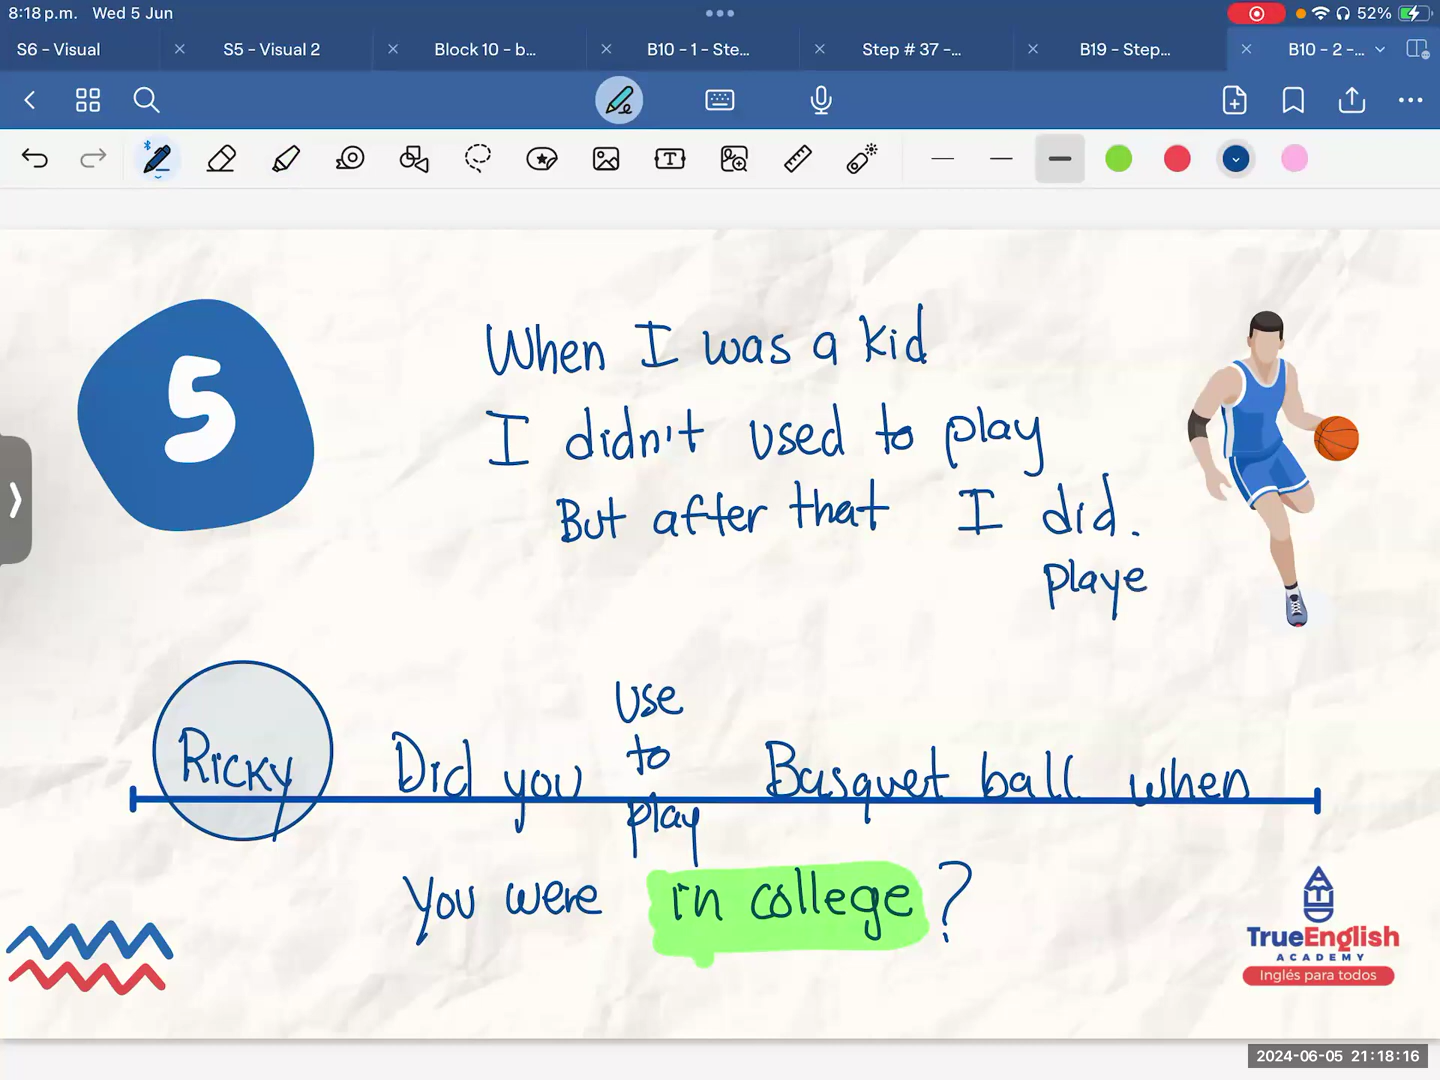 8:18 p.m. Wed 5 Jun
52%
S6 - Visual
S5 - Visual 2
Block 10 - b...
B10 - 1 - Ste...
Step # 37 -...
B19 - Step...
B10 - 2 -...
5
When I was a kid
I didn't used to play
But after that I did.
playe
use
to
Ricky Did you play Basquet ball when
You were in college?
TrueEnglish
ACADEMY
Inglés para todos
2024-06-05 21:18:16